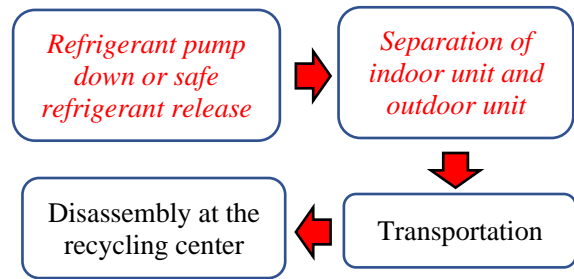 Refrigerant pump
down or safe
refrigerant release
Separation of
indoor unit and
outdoor unit
Transportation
Disassembly at the
recycling center